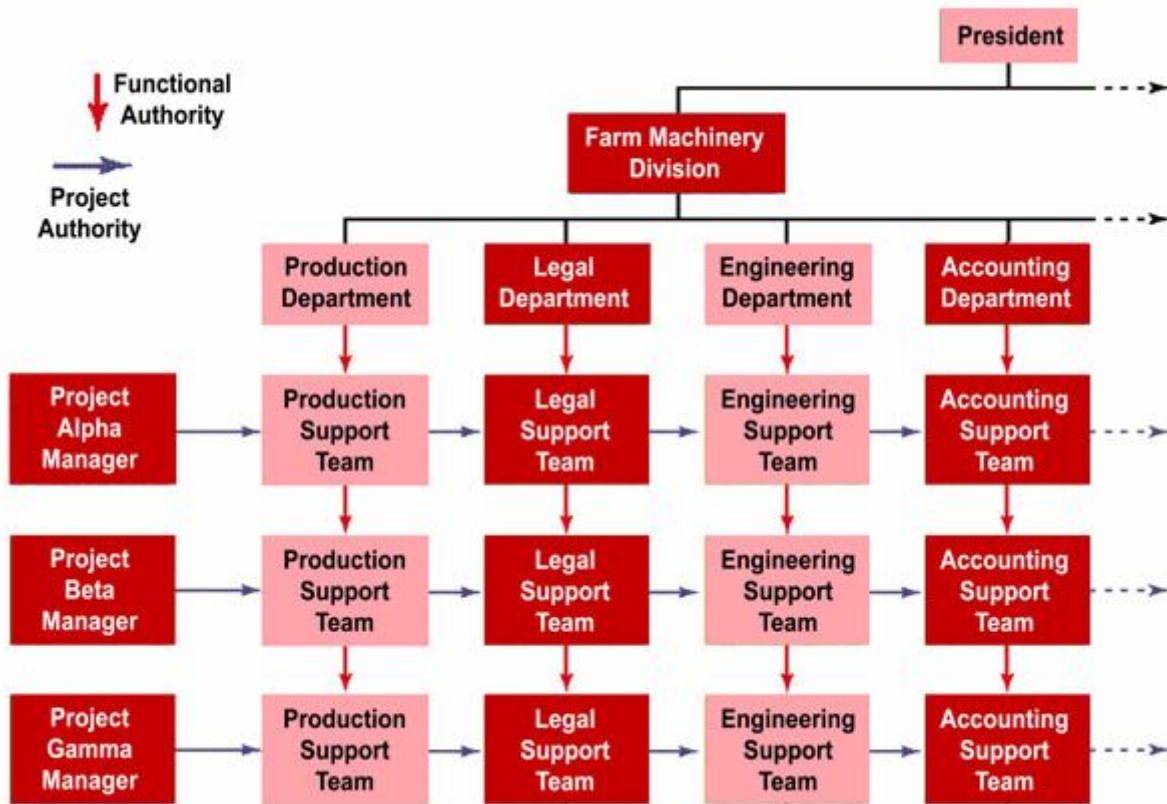 President
Functional
Authority
Project
Authority
Farm Machinery
Division
Production
Department
Legal
Department
Engineering
Department
Accounting
Department
Project
Alpha
Manager
Production
Support
Team
Legal
Support
Team
Engineering
Support
Team
Accounting
Support
Team
Project
Beta
Manager
Production
Support
Team
Legal
Support
Team
Engineering
Support
Team
Accounting
Support
Team
Project
Gamma
Manager
Production
Support
Team
Legal
Support
Team
Engineering
Support
Team
Accounting
Support
Team